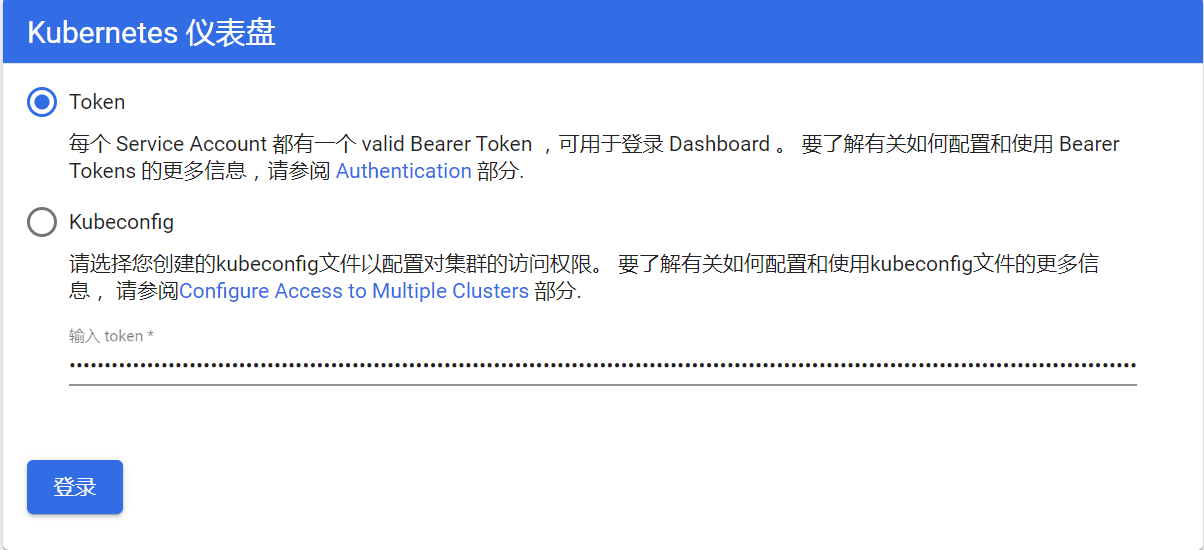 Kubernetes 仪表盘
Token
每个 Service Account 都有一个 valid Bearer Token ，可用于登录 Dashboard 。 要了解有关如何配置和使用 Bearer
Tokens 的更多信息，请参阅 Authentication 部分.
Kubeconfig
请选择您创建的kubeconfig文件以配置对集群的访问权限。 要了解有关如何配置和使用kubeconfig文件的更多信
息， 请参阅Configure Access to Multiple Clusters 部分.
输入 token *
登录